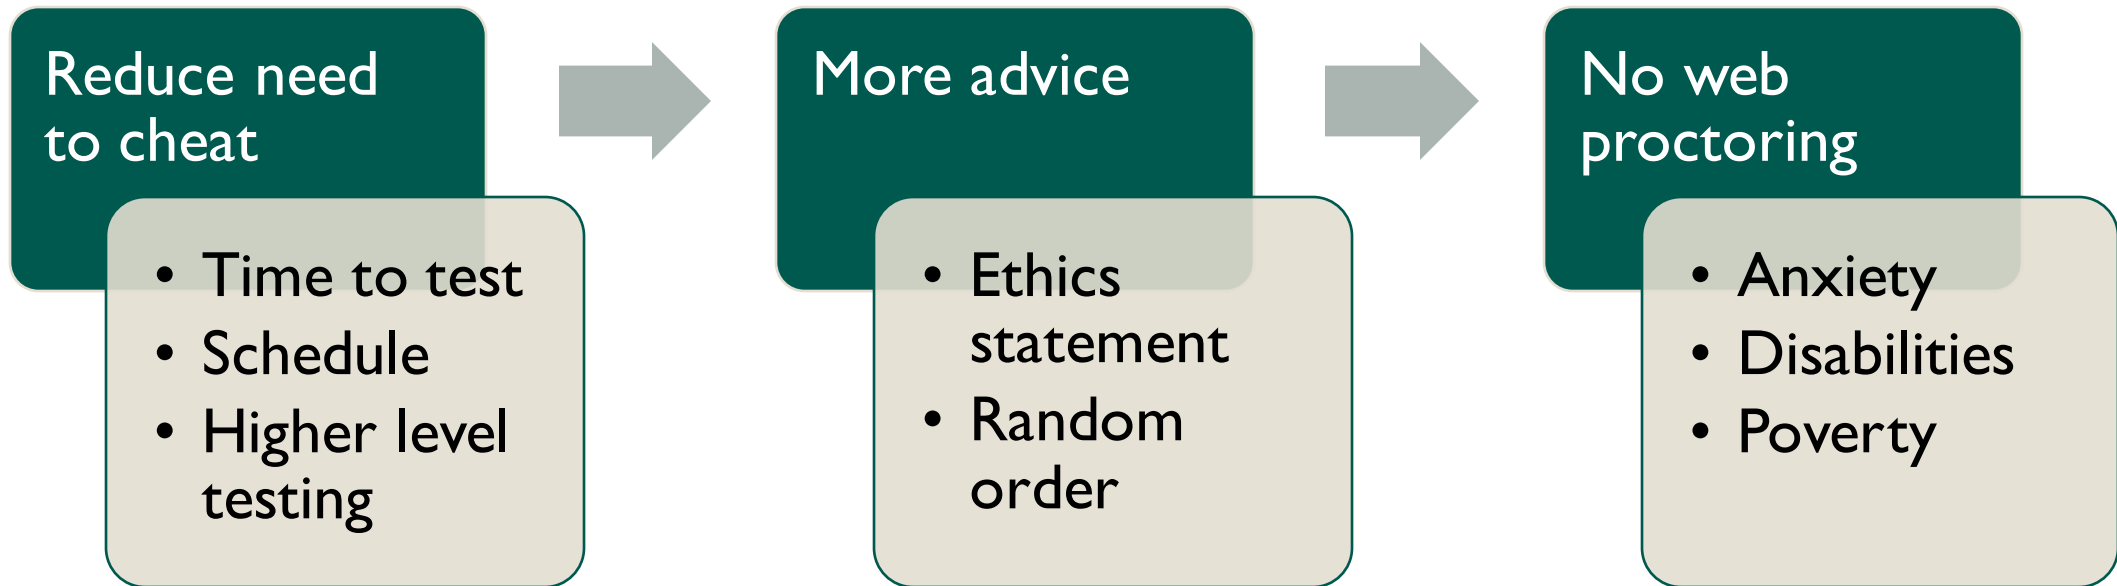 Reduce need
to cheat
• Time to test
• Schedule
• Higher level
testing
More advice
• Ethics
statement
• Random
order
No web
proctoring
• Anxiety
• Disabilities
• Poverty